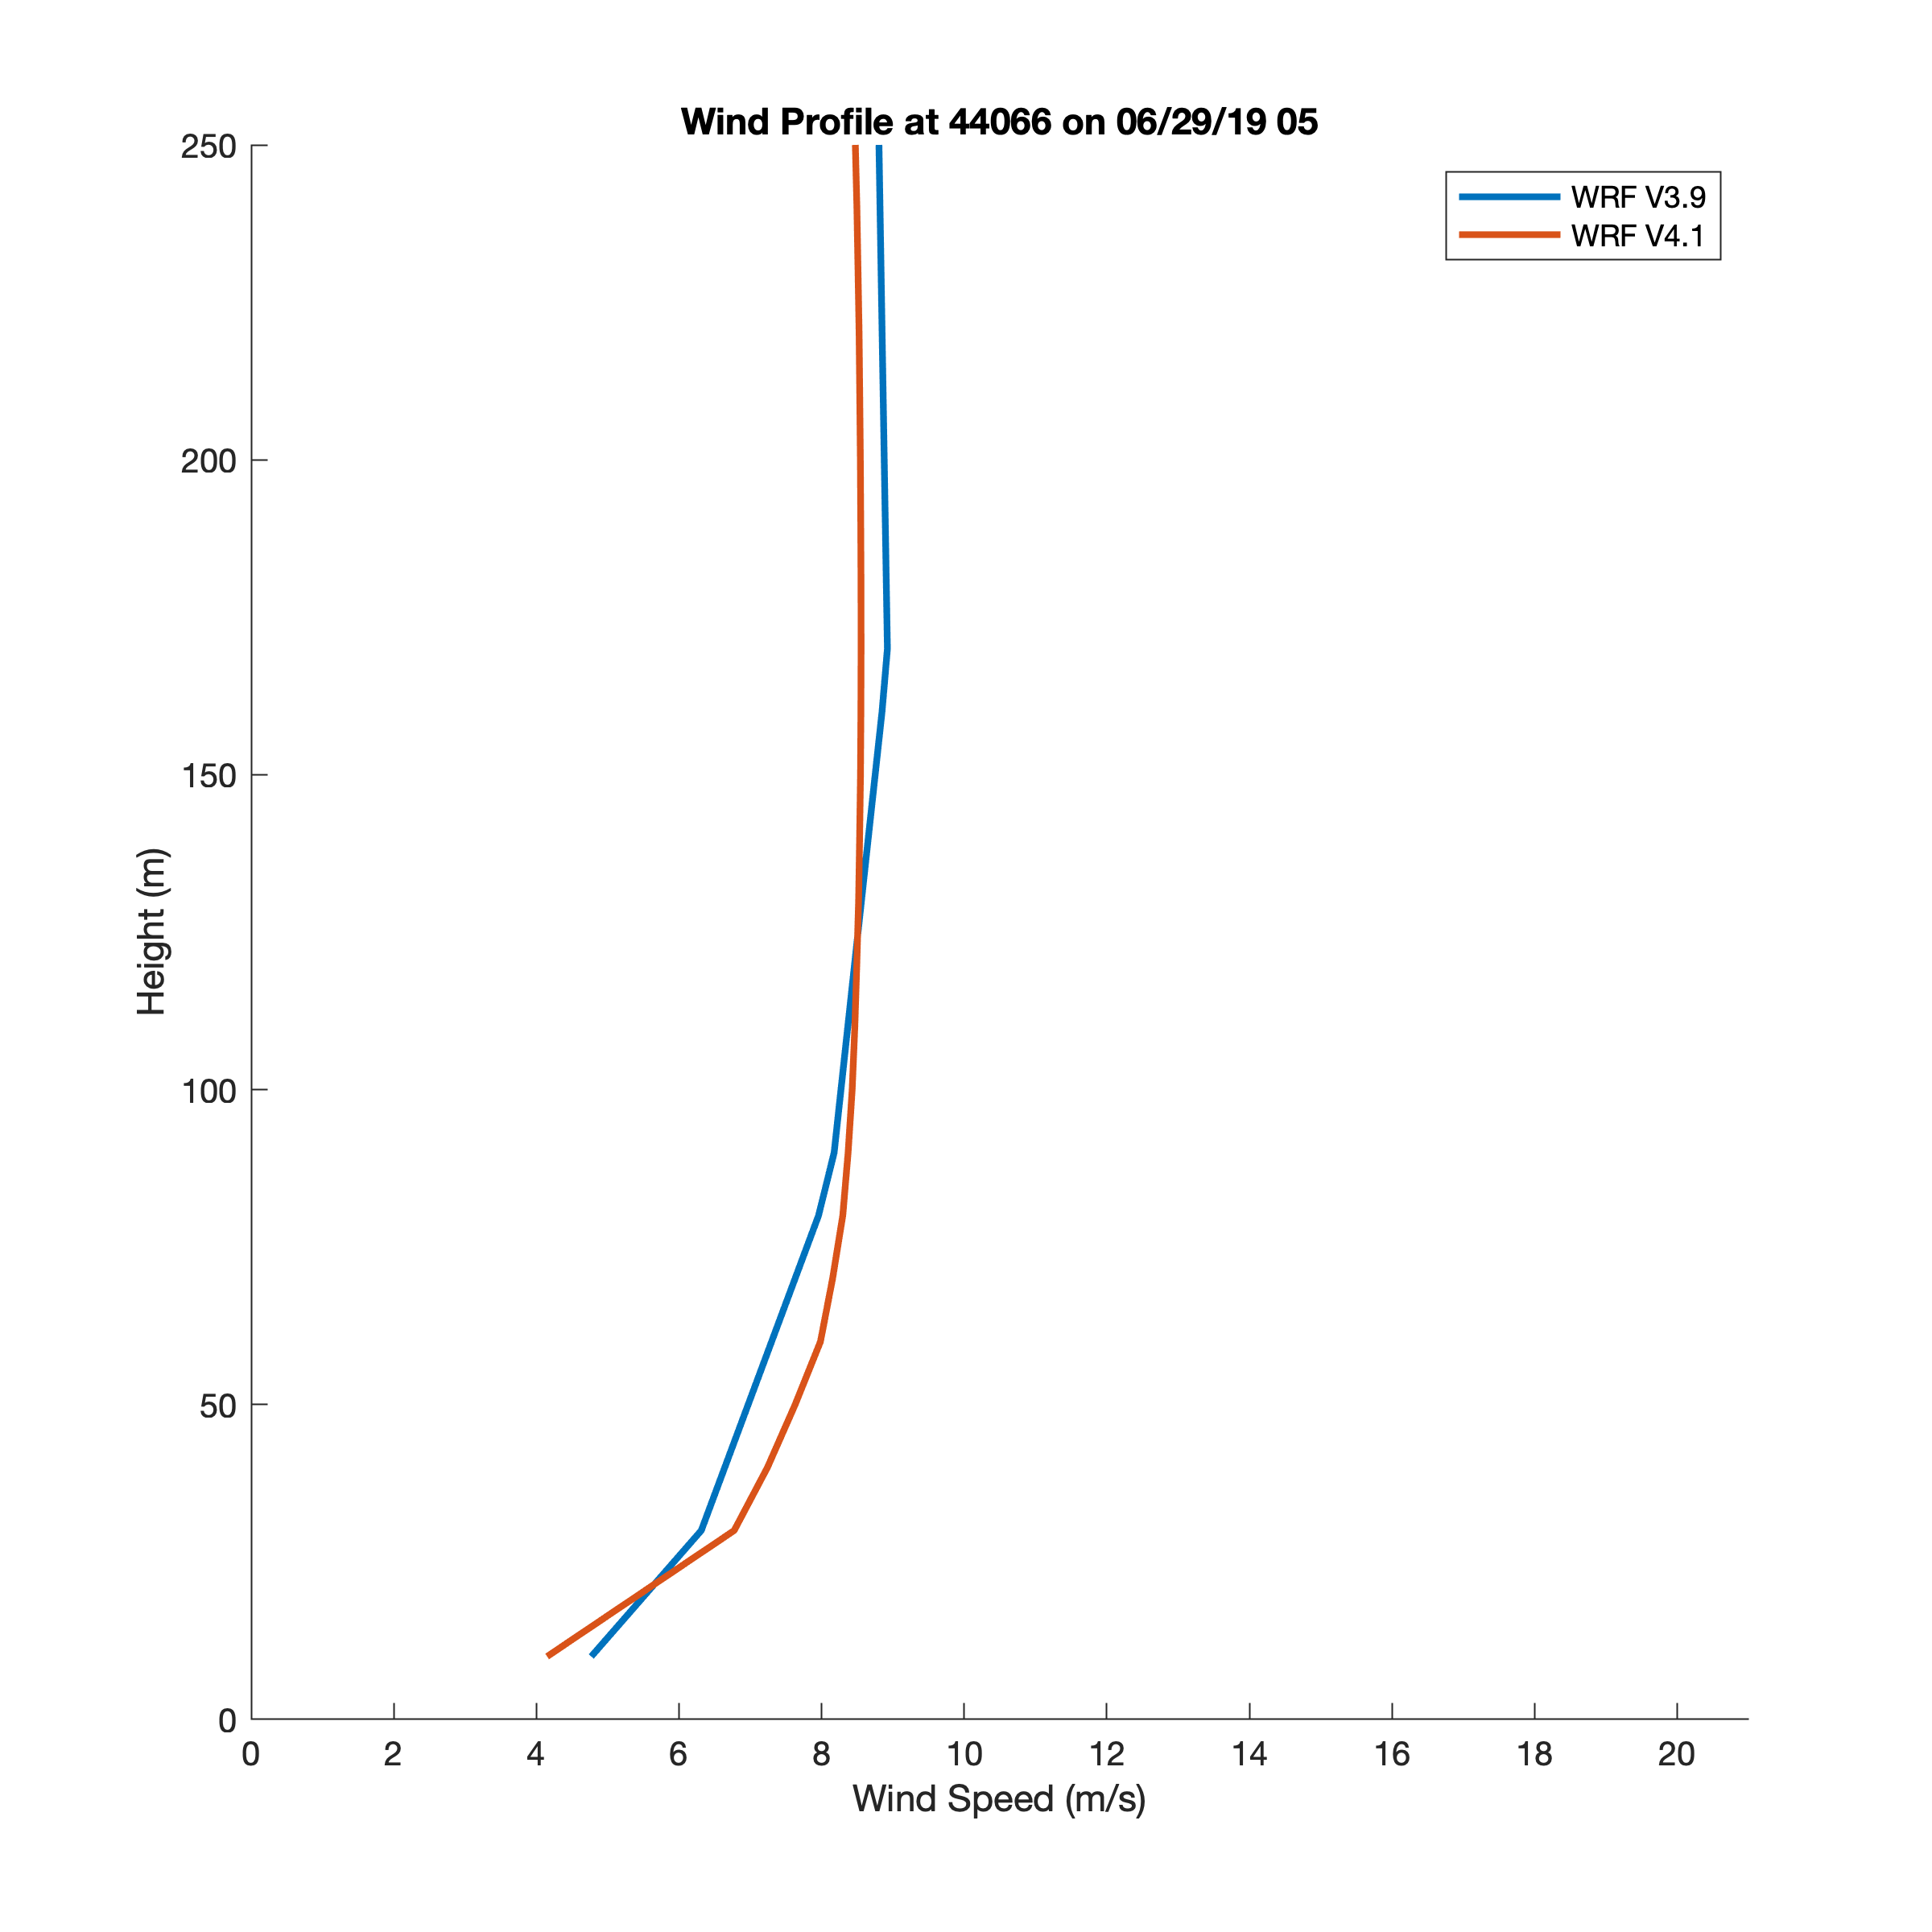 Wind Profile at 44066 on 06/29/19 05
WRF V3.9
WRF V4.1
250
200
150
100
50
0
Height (m)
0 2 4 6 8 10 12 14 16 18 20
Wind Speed (m/s)